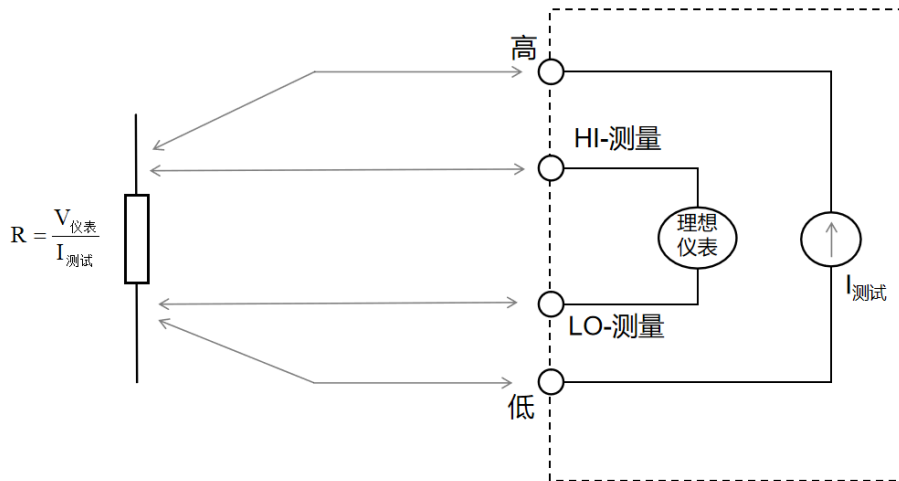 高
HI-测量
理想
仪表
R = V仪表 / I测试
I测试
LO-测量
低